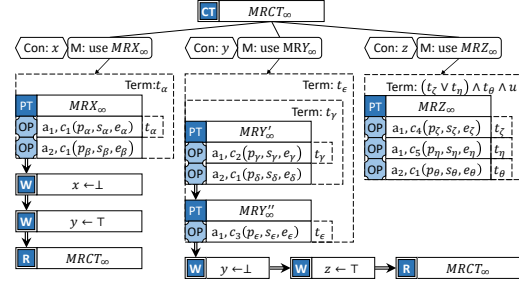 CT MRCT∞
Con: x M: use MRX∞
Con: y M: use MRY∞
Con: z M: use MRZ∞
Term: tα
PT MRX∞
OP a₁, c₁(pα, sα, eα) tα
OP a₂, c₁(pβ, sβ, eβ)
W x ←⊥
W y ← ⊤
R MRCT∞
Term: tϵ
tγ
PT MRY′
OP a₁, c₂(pγ, sγ, eγ) tγ
OP a₁, c₁(pδ, sδ, eδ)
PT MRY′′
OP a₁, c₃(pϵ, sϵ, eϵ) tϵ
W y ←⊥
W z ← ⊤
R MRCT∞
Term: (tζ ∨ tη) ∧ tθ ∧ u
PT MRZ∞
OP a₁, c₄(pζ, sζ, eζ) tζ
OP a₁, c₅(pη, sη, eη) tη
OP a₂, c₁(pθ, sθ, eθ) tθ